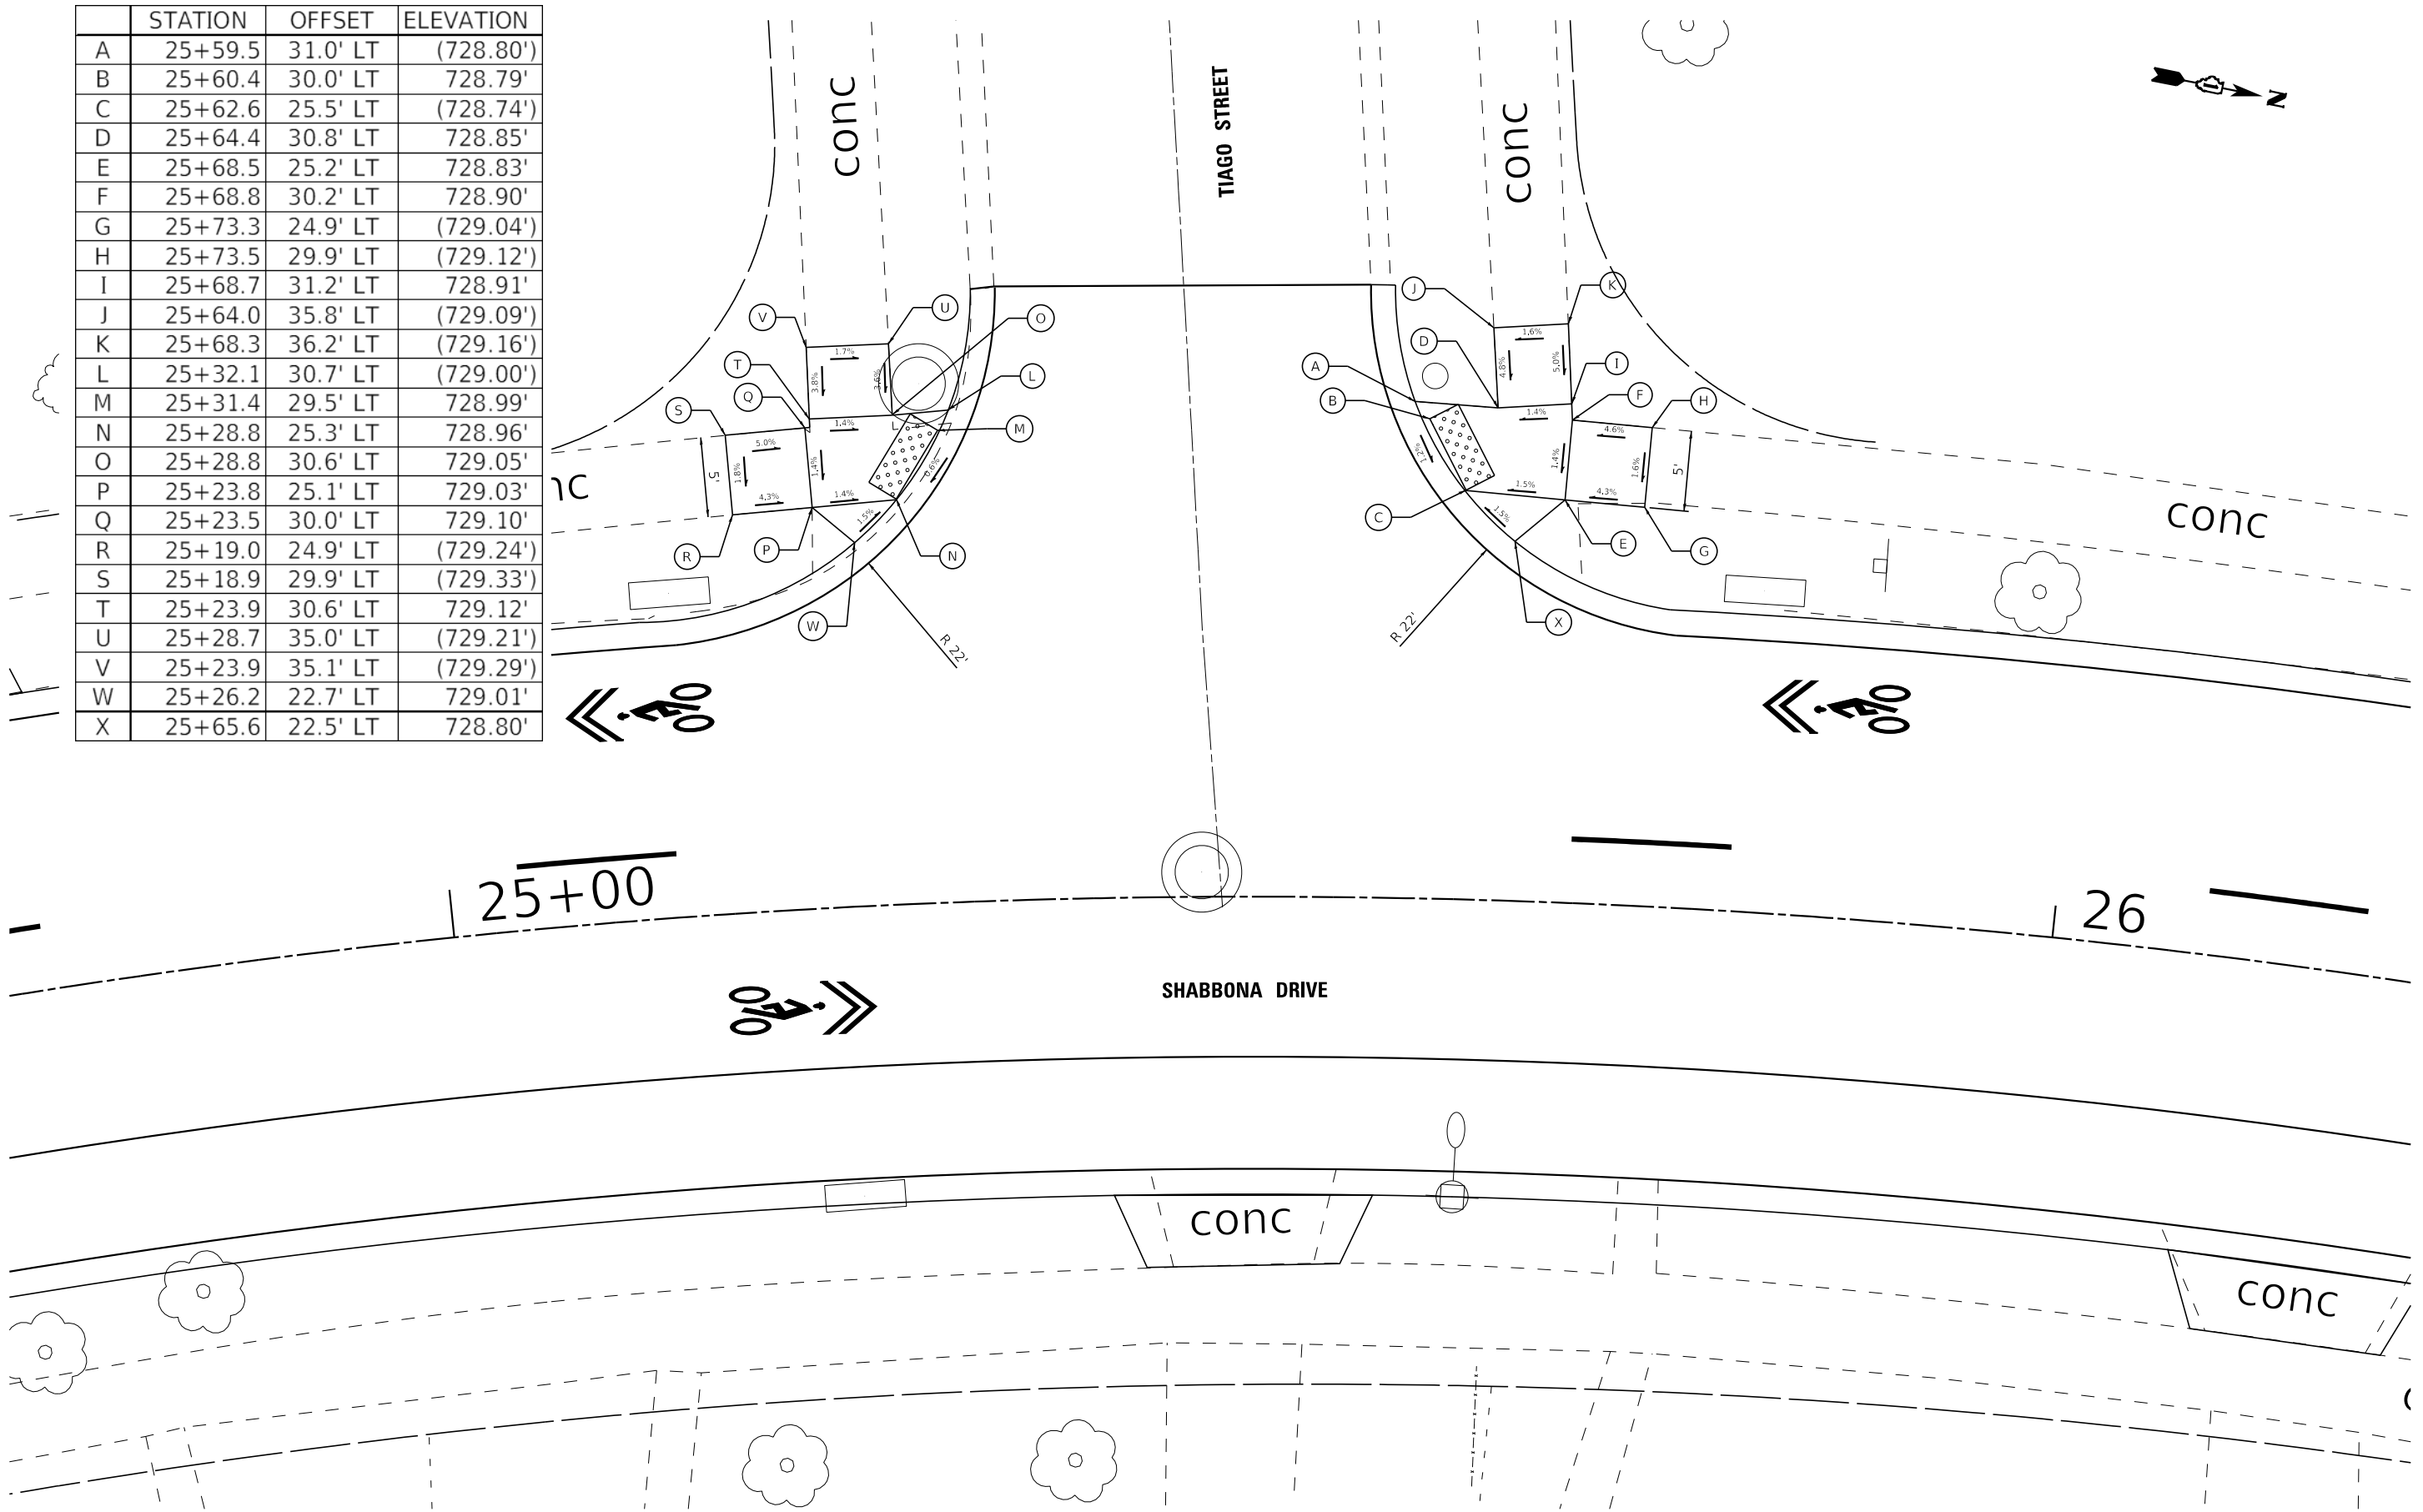 STATION OFFSET ELEVATION
A 25+59.5 31.0' LT (728.80')
B 25+60.4 30.0' LT 728.79'
C 25+62.6 25.5' LT (728.74')
D 25+64.4 30.8' LT 728.85'
E 25+68.5 25.2' LT 728.83'
F 25+68.8 30.2' LT 728.90'
G 25+73.3 24.9' LT (729.04')
H 25+73.5 29.9' LT (729.12')
I 25+68.7 31.2' LT 728.91'
J 25+64.0 35.8' LT (729.09')
K 25+68.3 36.2' LT (729.16')
L 25+32.1 30.7' LT (729.00')
M 25+31.4 29.5' LT 728.99'
N 25+28.8 25.3' LT 728.96'
O 25+28.8 30.6' LT 729.05'
P 25+23.8 25.1' LT 729.03'
Q 25+23.5 30.0' LT 729.10'
R 25+19.0 24.9' LT (729.24')
S 25+18.9 29.9' LT (729.33')
T 25+23.9 30.6' LT 729.12'
U 25+28.7 35.0' LT (729.21')
V 25+23.9 35.1' LT (729.29')
W 25+26.2 22.7' LT 729.01'
X 25+65.6 22.5' LT 728.80'
conc
TIAGO STREET
conc
N
V
U
O
T
L
Q
S
M
R
P
N
W
1.7%
3.8%
3.6%
1.4%
5.0%
1.8%
1.4%
4.3%
1.4%
0.6%
1.5%
5'
R 22'
J
K
D
I
A
F
B
H
C
E
G
X
1.6%
4.8%
5.0%
1.4%
4.6%
1.2%
1.4%
1.6%
1.5%
4.3%
1.5%
5'
R 22'
nc
conc
25+00
26
SHABBONA DRIVE
conc
conc